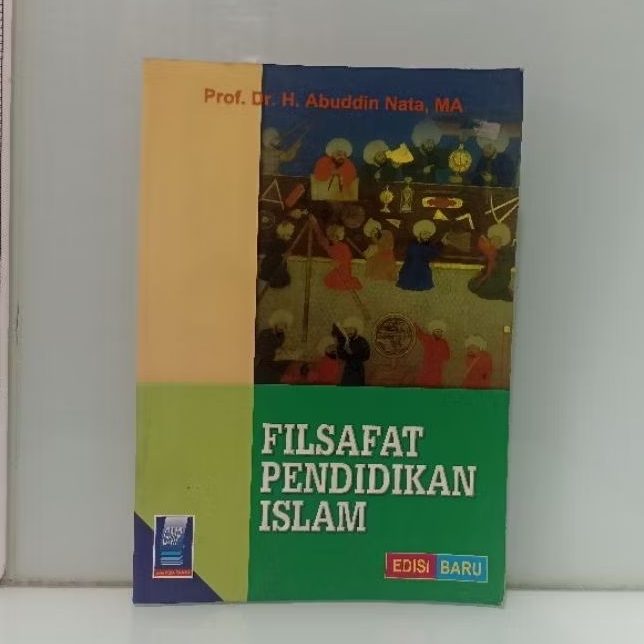 Prof. Dr. H. Abuddin Nata, MA
FILSAFAT
PENDIDIKAN
ISLAM
EDISI BARU